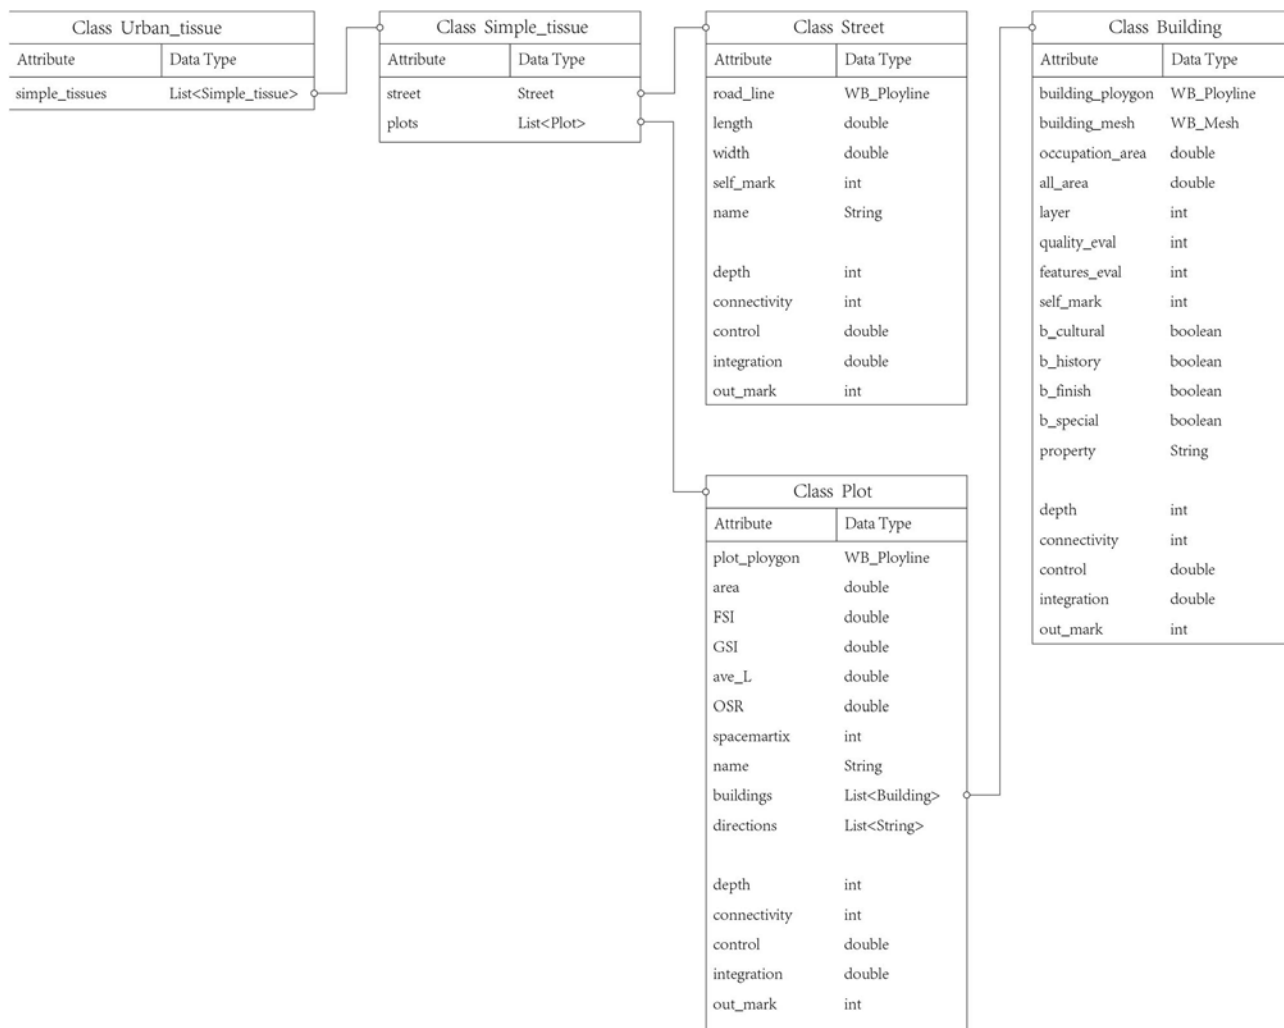 Class Urban_tissue
Attribute Data Type
simple_tissues List<Simple_tissue>
Class Simple_tissue
Attribute Data Type
street Street
plots List<Plot>
Class Street
Attribute Data Type
road_line WB_Ployline
length double
width double
self_mark int
name String
depth int
connectivity int
control double
integration double
out_mark int
Class Plot
Attribute Data Type
plot_ploygon WB_Ployline
area double
FSI double
GSI double
ave_L double
OSR double
spacemartix int
name String
buildings List<Building>
directions List<String>
depth int
connectivity int
control double
integration double
out_mark int
Class Building
Attribute Data Type
building_ploygon WB_Ployline
building_mesh WB_Mesh
occupation_area double
all_area double
layer int
quality_eval int
features_eval int
self_mark int
b_cultural boolean
b_history boolean
b_finish boolean
b_special boolean
property String
depth int
connectivity int
control double
integration double
out_mark int